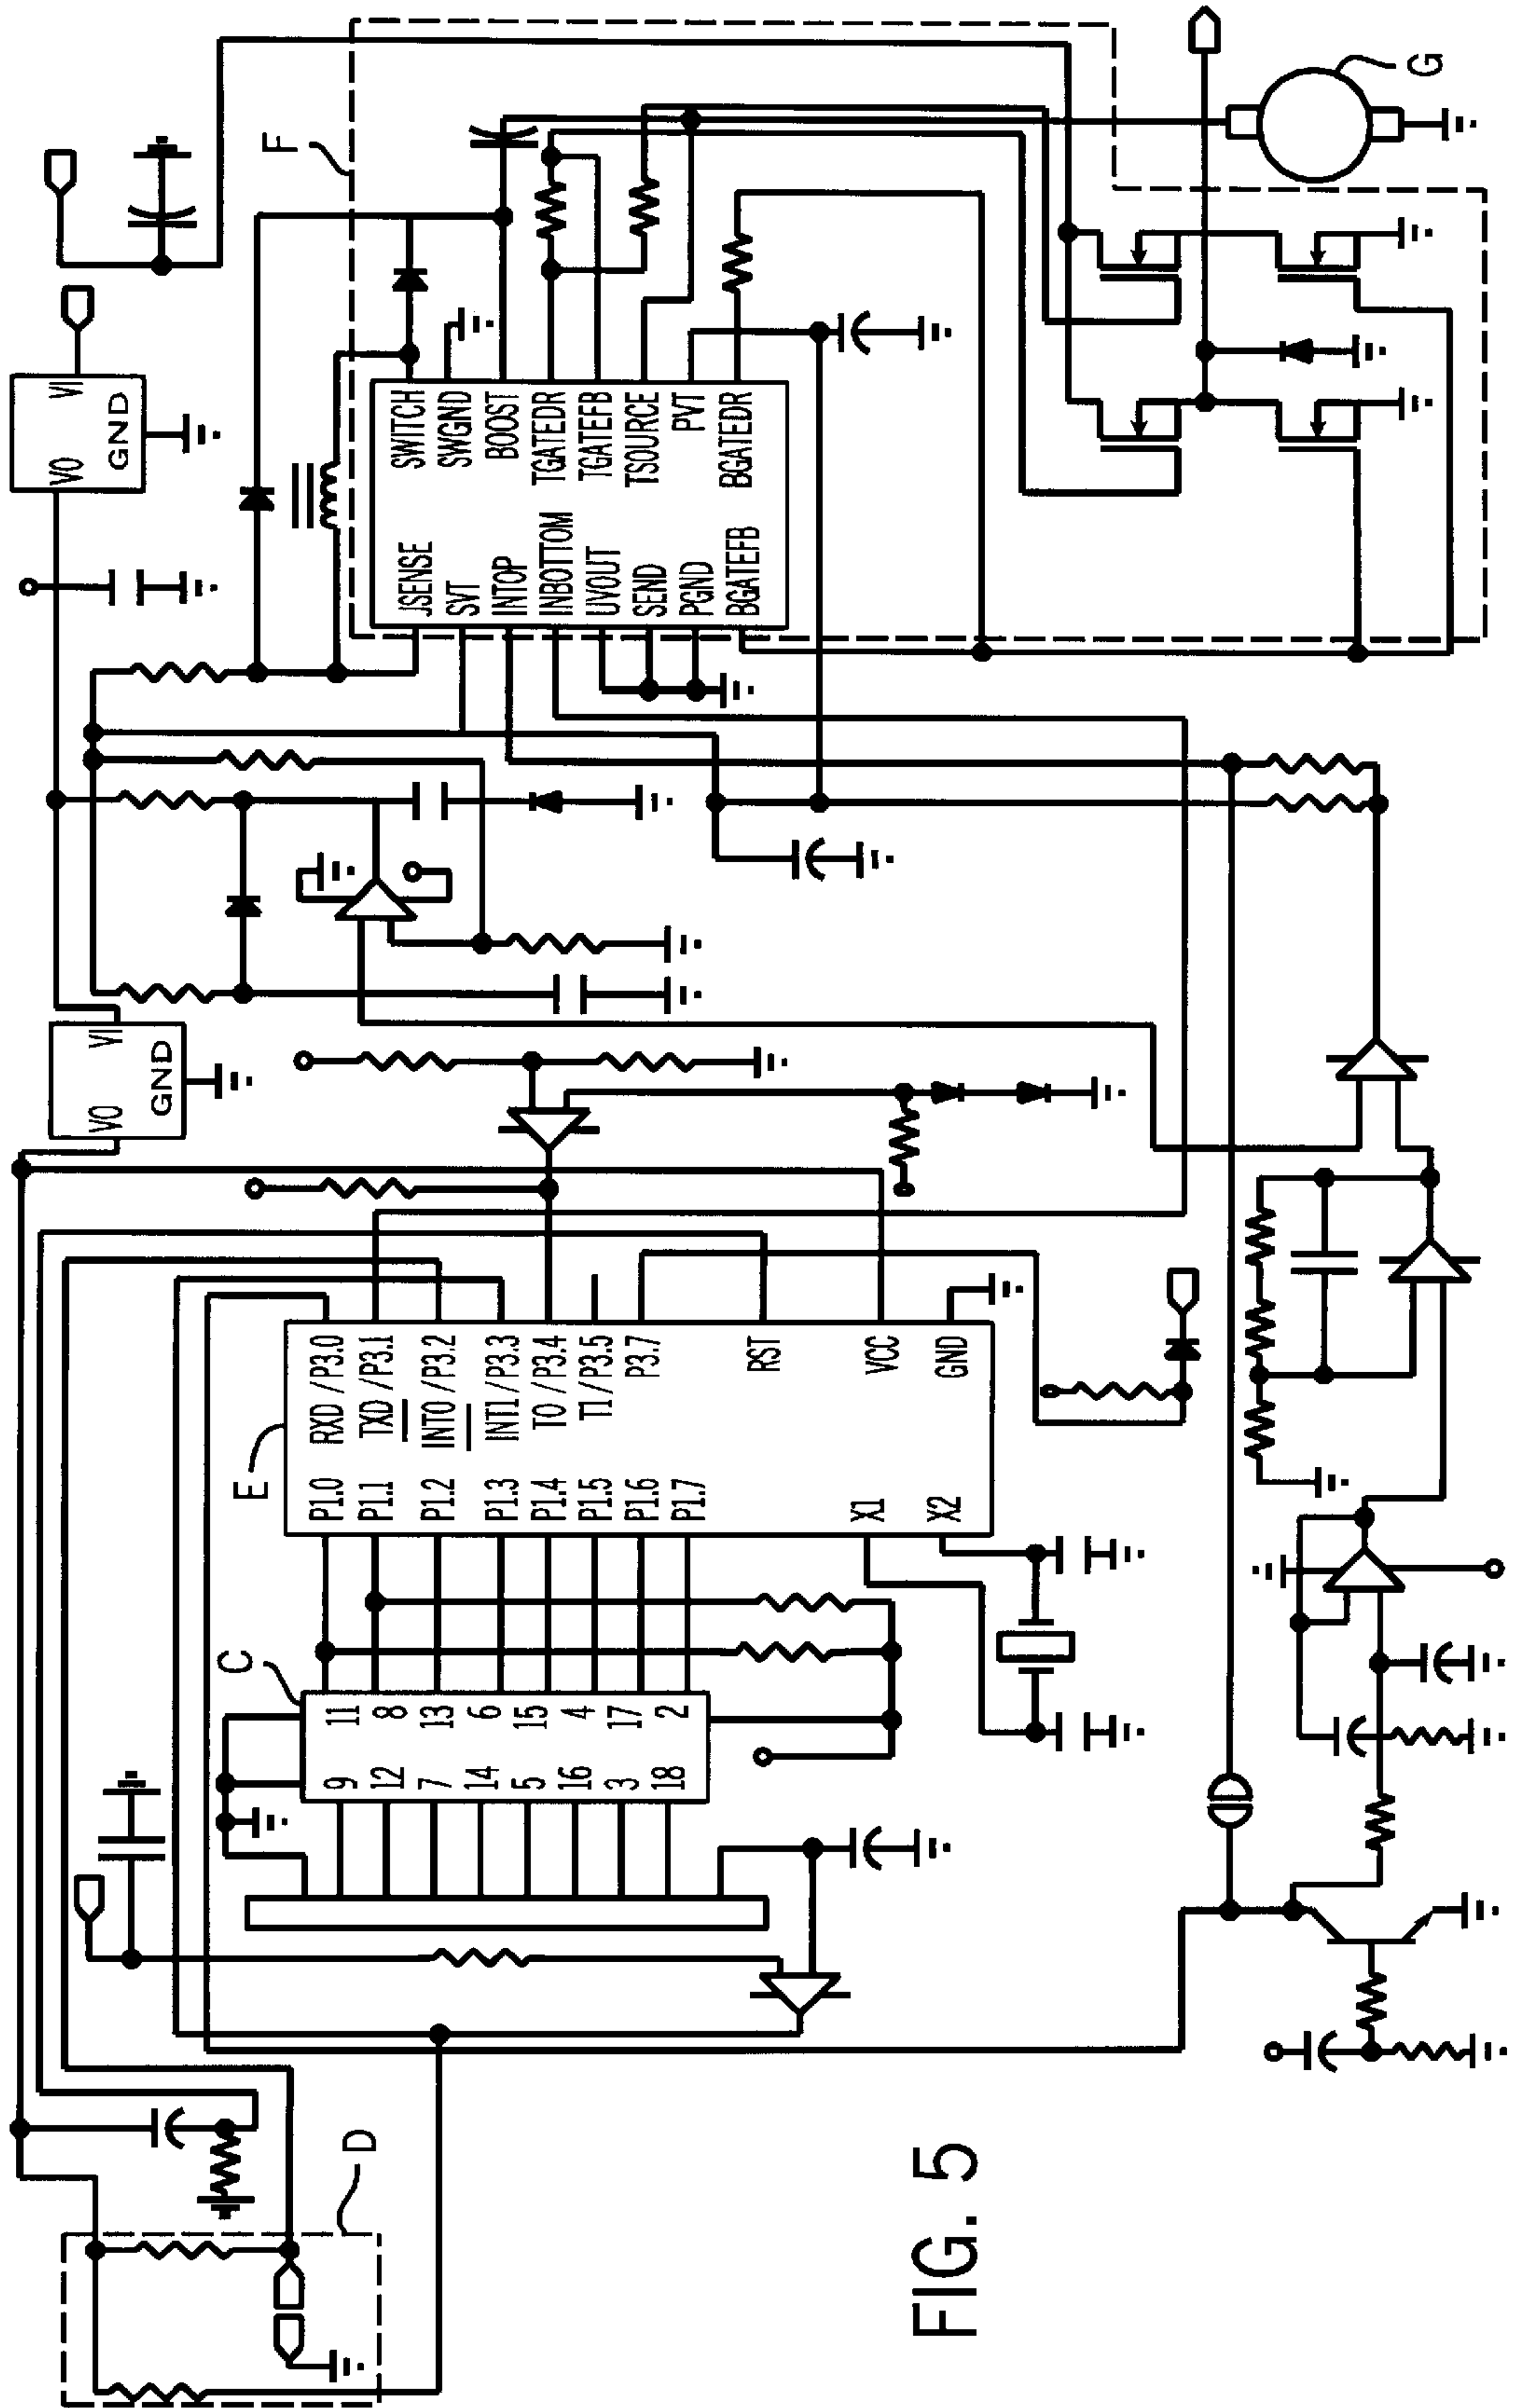 F
G
VO
VI
GND
VO
VI
GND
JSENSE
SVT
INTOP
INBOTTOM
UVOUT
SEND
PGND
BGATEFB
SWITCH
SWGND
BOOST
TGATEDR
TGATEFB
TSOURCE
PVT
BGATEDR
E
P1.0
P1.1
P1.2
P1.3
P1.4
P1.5
P1.6
P1.7
X1
X2
RXD / P3.0
TXD / P3.1
INTO / P3.2
INT1 / P3.3
TO / P3.4
T1 / P3.5
P3.7
RST
VCC
GND
C
9
12
7
14
5
16
3
18
11
8
13
6
15
4
17
2
D
FIG. 5